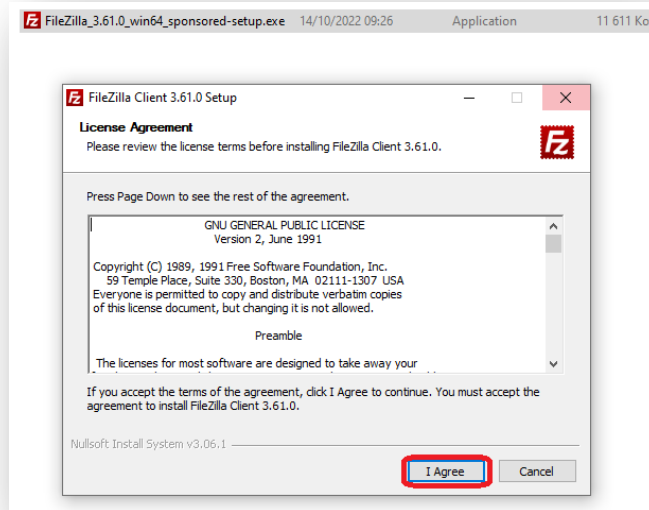 FileZilla_3.61.0_win64_sponsored-setup.exe 14/10/2022 09:26 Application 11 611 Ko
FileZilla Client 3.61.0 Setup
License Agreement
Please review the license terms before installing FileZilla Client 3.61.0.
Fz
Press Page Down to see the rest of the agreement.
GNU GENERAL PUBLIC LICENSE
Version 2, June 1991
Copyright (C) 1989, 1991 Free Software Foundation, Inc.
59 Temple Place, Suite 330, Boston, MA 02111-1307 USA
Everyone is permitted to copy and distribute verbatim copies
of this license document, but changing it is not allowed.
Preamble
The licenses for most software are designed to take away your
If you accept the terms of the agreement, click I Agree to continue. You must accept the
agreement to install FileZilla Client 3.61.0.
Nullsoft Install System v3.06.1
I Agree Cancel